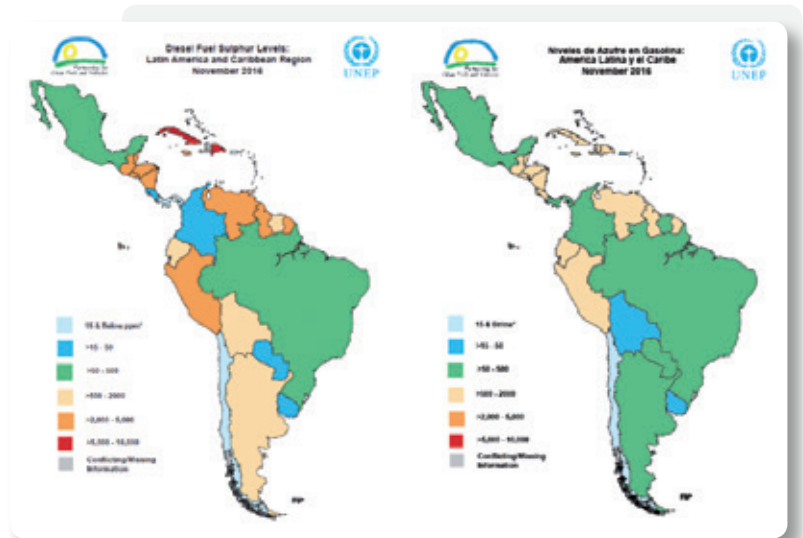 Diesel Fuel Sulphur Levels:
Latin America and Caribbean Region
November 2016
UNEP
15 & Below ppm*
>15 - 50
>50 - 500
>500 - 2000
>2,000 - 5,000
>5,000 - 10,000
Conflicting/Missing
Information
Niveles de Azufre en Gasolina:
America Latina y el Caribe
November 2016
UNEP
15 & Below*
>15 - 50
>50 - 500
>500 - 2000
>2,000 - 5,000
>5,000 - 10,000
Conflicting/Missing
Information